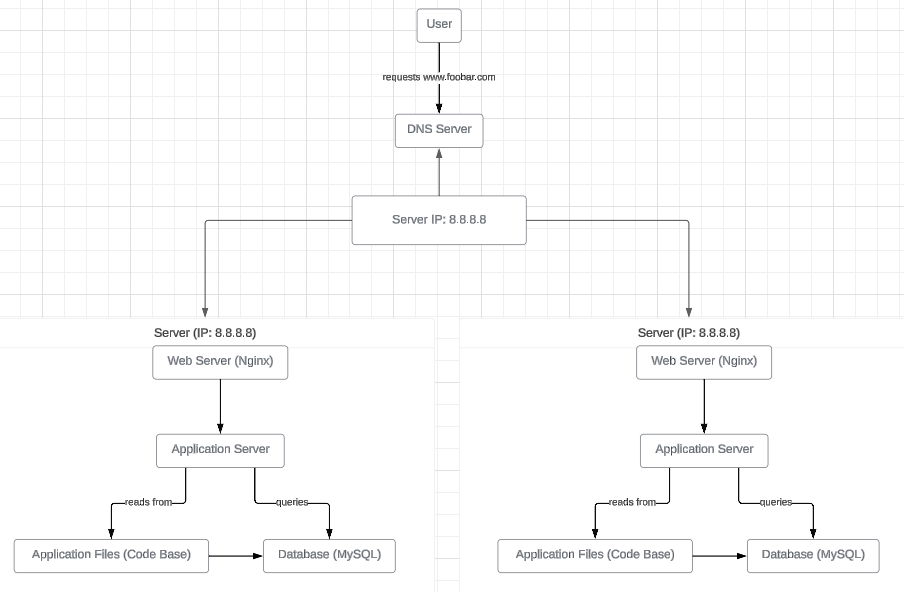 User
requests www.foobar.com
DNS Server
Server IP: 8.8.8.8
Server (IP: 8.8.8.8)
Web Server (Nginx)
Application Server
reads from
queries
Application Files (Code Base)
Database (MySQL)
Server (IP: 8.8.8.8)
Web Server (Nginx)
Application Server
reads from
queries
Application Files (Code Base)
Database (MySQL)